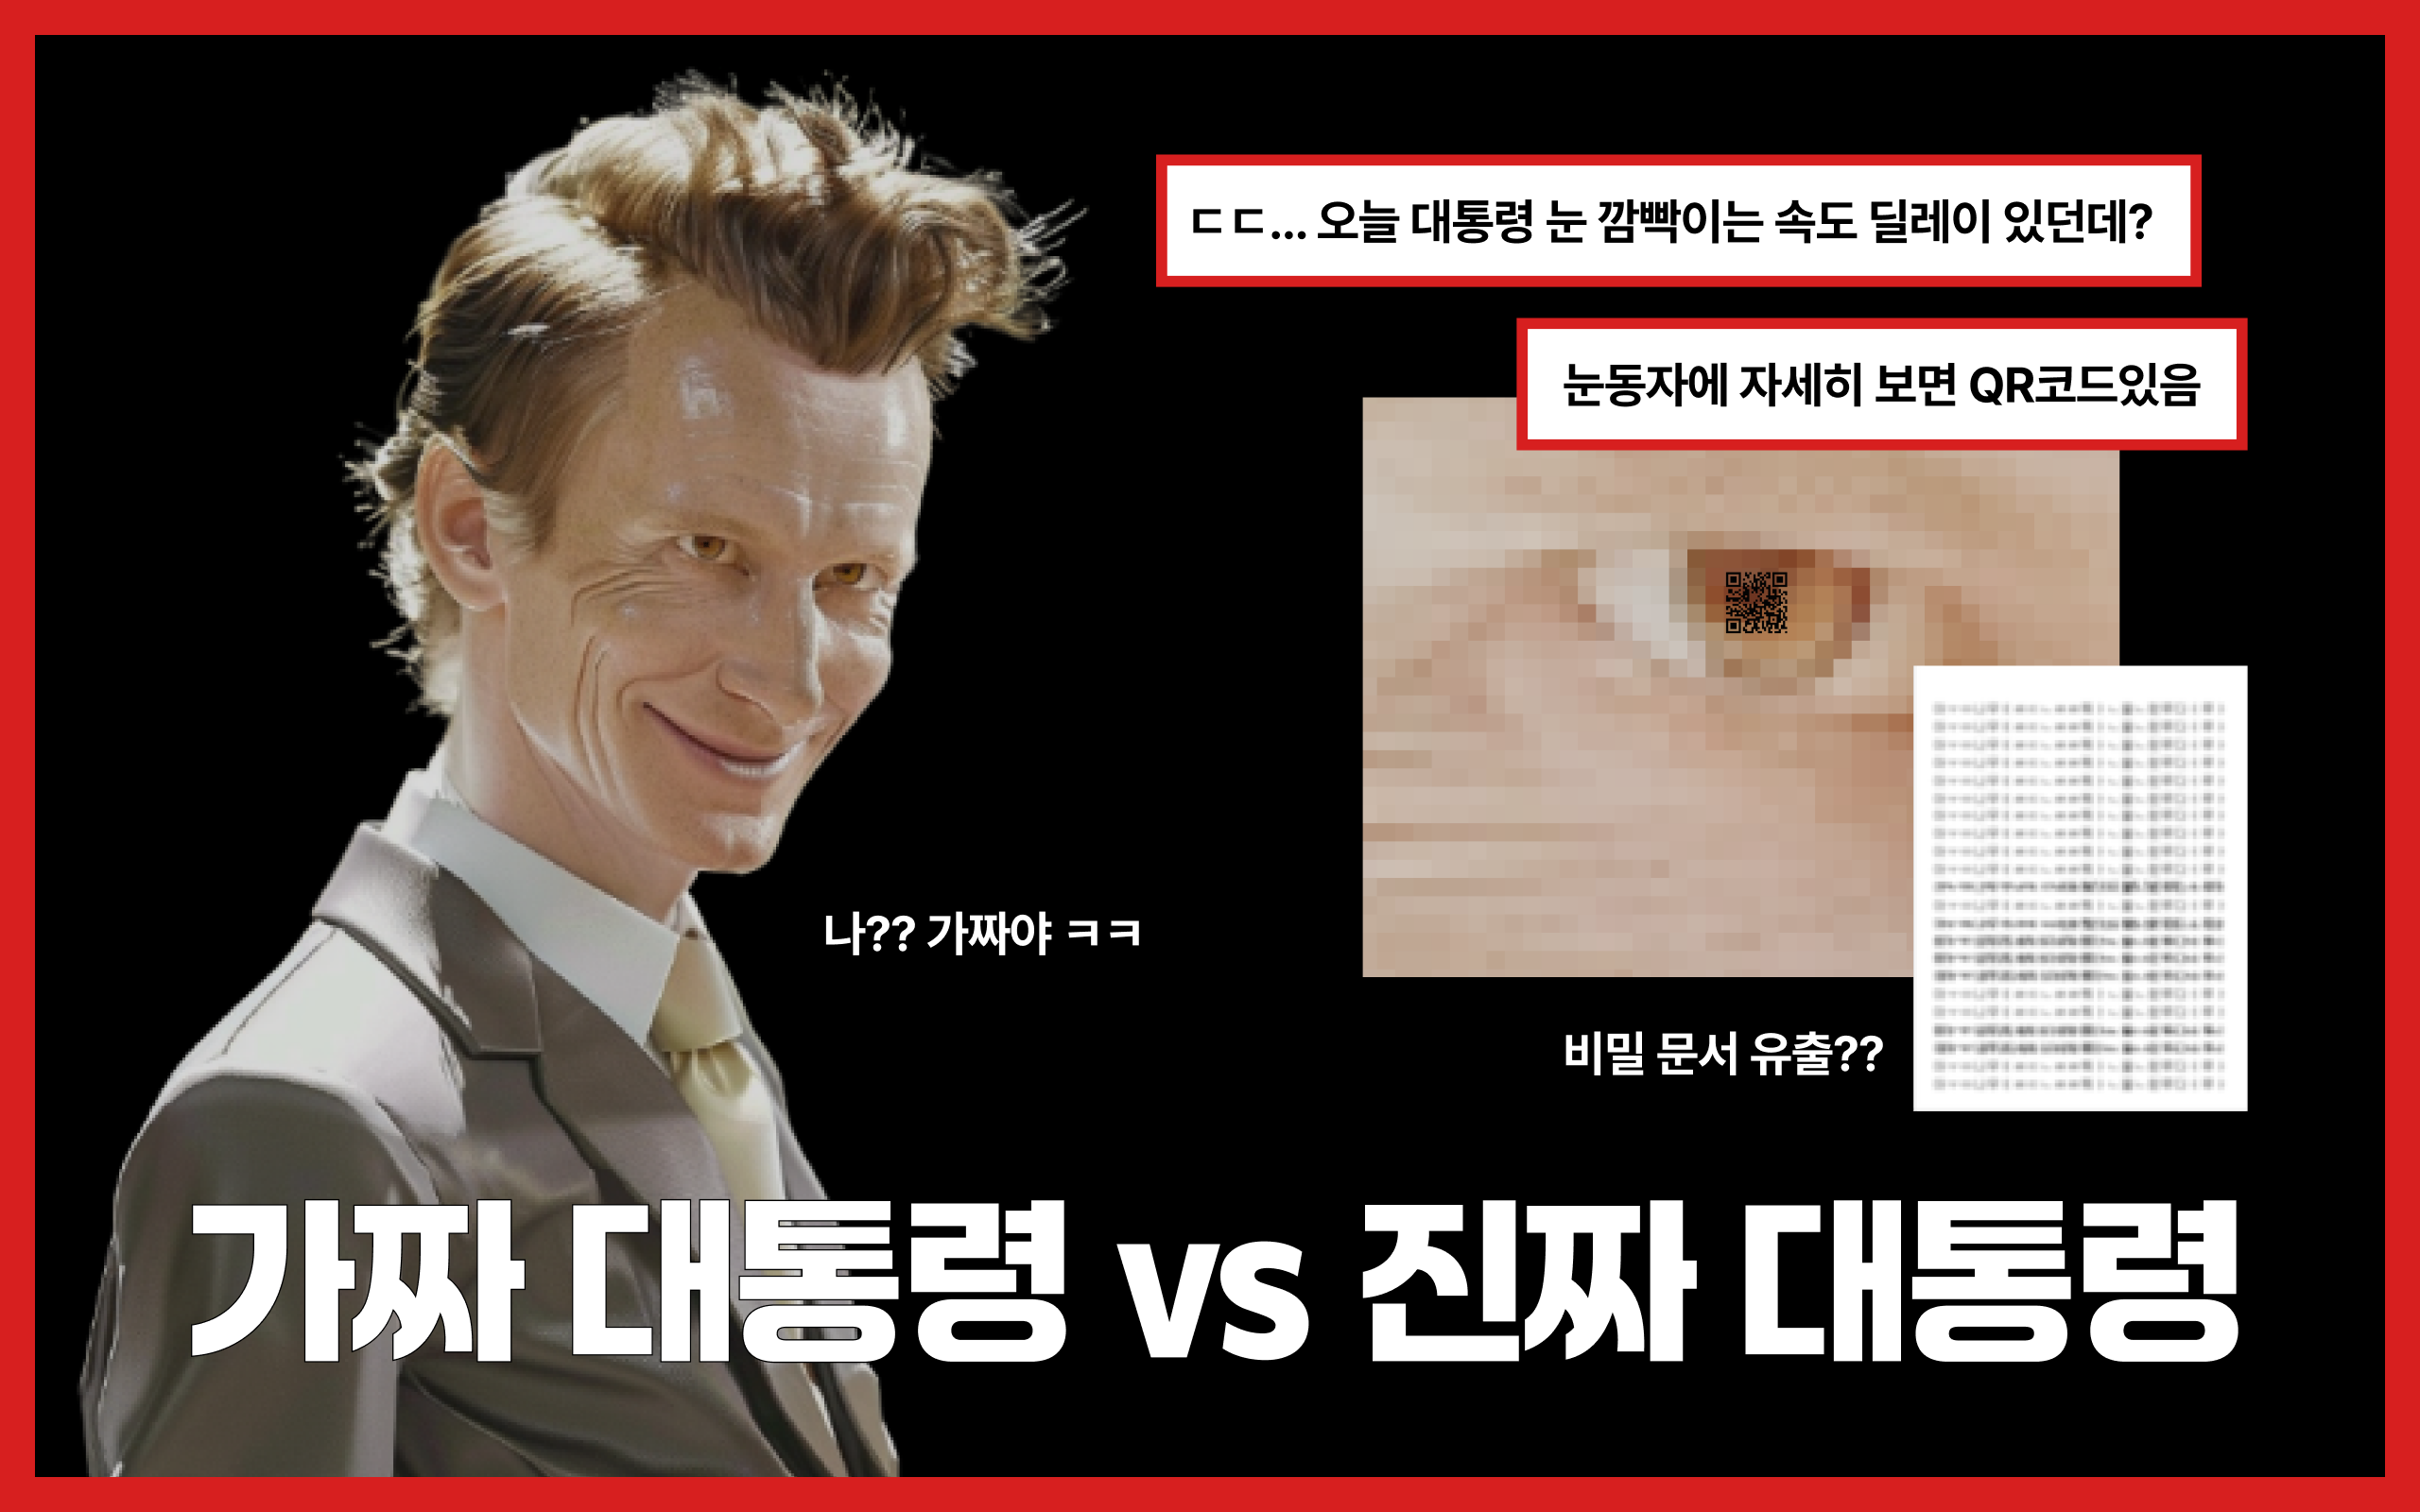 ㄷㄷ... 오늘 대통령 눈 깜빡이는 속도 딜레이 있던데?
눈동자에 자세히 보면 QR코드있음
나?? 가짜야 ㅋㅋ
비밀 문서 유출??
가짜 대통령 vs 진짜 대통령